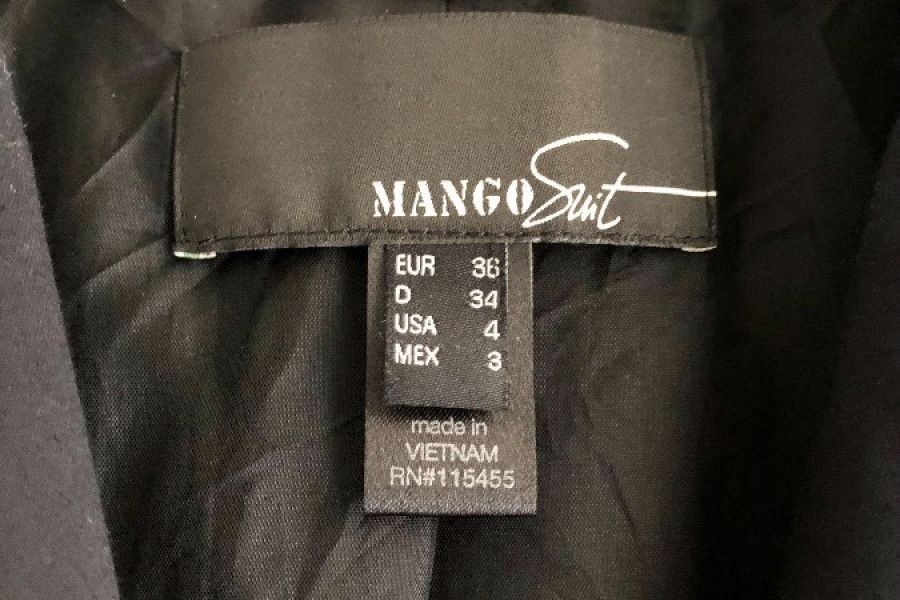 MANGO Suit
EUR 36
D 34
USA 4
MEX 3
made in
VIETNAM
RN#115455